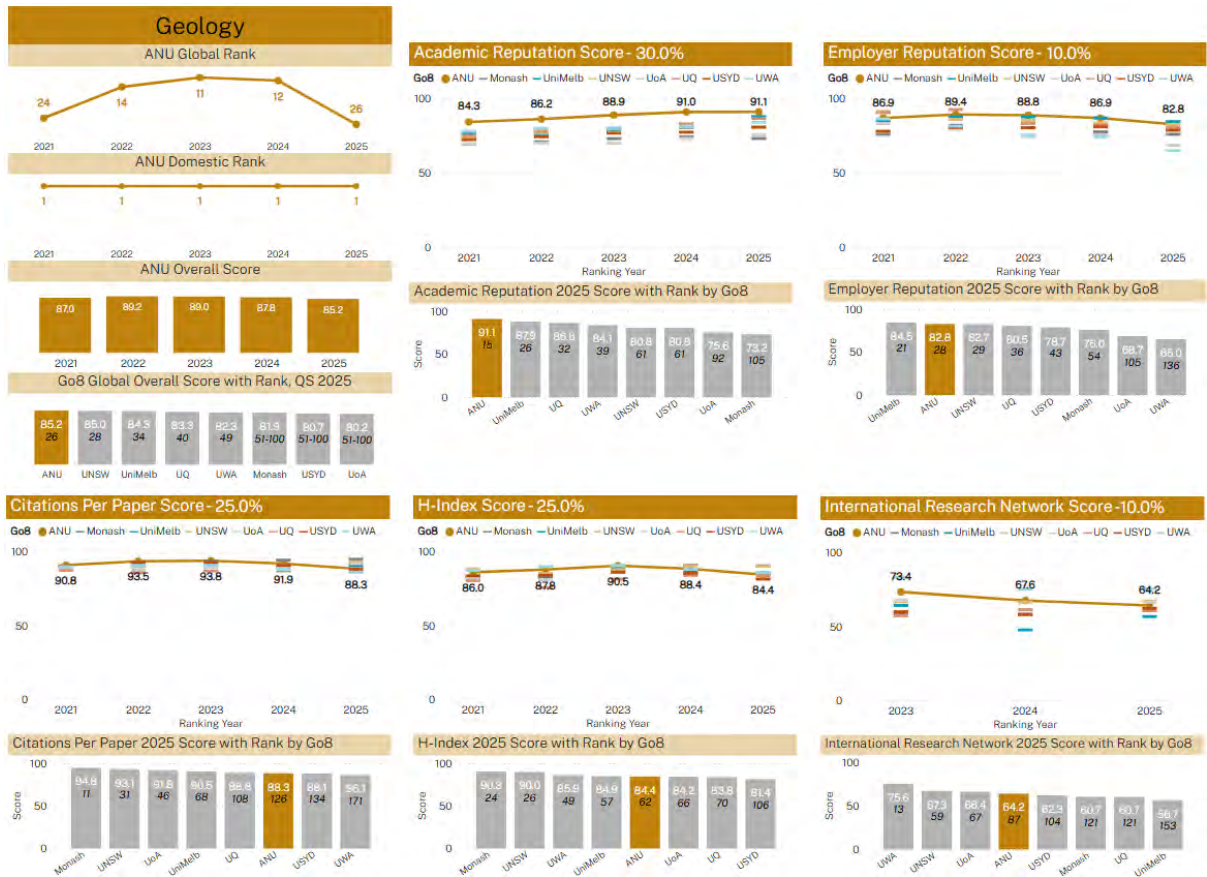 Geology
ANU Global Rank
24
14
11
12
26
2021
2022
2023
2024
2025
ANU Domestic Rank
1
1
1
1
1
2021
2022
2023
2024
2025
ANU Overall Score
87.0
89.2
89.0
87.8
85.2
2021
2022
2023
2024
2025
Go8 Global Overall Score with Rank, QS 2025
85.2 85.0 84.3 83.3 82.3 81.9 80.7 80.2
26 28 34 40 49 51-100 51-100 51-100
ANU UNSW UniMelb UQ UWA Monash USYD UoA
Academic Reputation Score - 30.0%
Go8 ANU Monash UniMelb UNSW UoA UQ USYD UWA
100
84.3 86.2 88.9 91.0 91.1
50
0
2021 2022 2023 2024 2025
Ranking Year
Academic Reputation 2025 Score with Rank by Go8
100
50
0
Score
91.1 87.9 86.6 84.1 80.8 80.8 75.6 73.2
15 26 32 39 61 61 92 105
ANU UniMelb UQ UWA UNSW USYD UoA Monash
Employer Reputation Score - 10.0%
Go8 ANU Monash UniMelb UNSW UoA UQ USYD UWA
100
86.9 89.4 88.8 86.9 82.8
50
0
2021 2022 2023 2024 2025
Ranking Year
Employer Reputation 2025 Score with Rank by Go8
100
50
0
Score
84.5 82.8 82.7 80.5 78.7 76.0 68.7 65.0
21 28 29 36 43 54 105 136
UniMelb ANU UNSW UQ USYD Monash UoA UWA
Citations Per Paper Score - 25.0%
Go8 ANU Monash UniMelb UNSW UoA UQ USYD UWA
100
90.8 93.5 93.8 91.9 88.3
50
0
2021 2022 2023 2024 2025
Ranking Year
Citations Per Paper 2025 Score with Rank by Go8
100
50
0
Score
94.8 93.1 91.8 90.5 88.8 88.3 88.1 86.1
11 31 46 68 108 126 134 171
Monash UNSW UoA UniMelb UQ ANU USYD UWA
H-Index Score - 25.0%
Go8 ANU Monash UniMelb UNSW UoA UQ USYD UWA
100
86.0 87.8 90.5 88.4 84.4
50
0
2021 2022 2023 2024 2025
Ranking Year
H-Index 2025 Score with Rank by Go8
100
50
0
Score
90.3 90.0 85.9 84.9 84.4 84.2 83.8 81.4
24 26 49 57 62 66 70 106
Monash UNSW UWA UniMelb ANU UoA UQ USYD
International Research Network Score -10.0%
Go8 ANU Monash UniMelb UNSW UoA UQ USYD UWA
100
73.4 67.6 64.2
50
0
2023 2024 2025
Ranking Year
International Research Network 2025 Score with Rank by Go8
100
50
0
Score
75.6 67.3 66.4 64.2 62.3 60.7 60.7 56.7
13 59 67 87 104 121 121 153
UWA UNSW UoA ANU USYD Monash UQ UniMelb